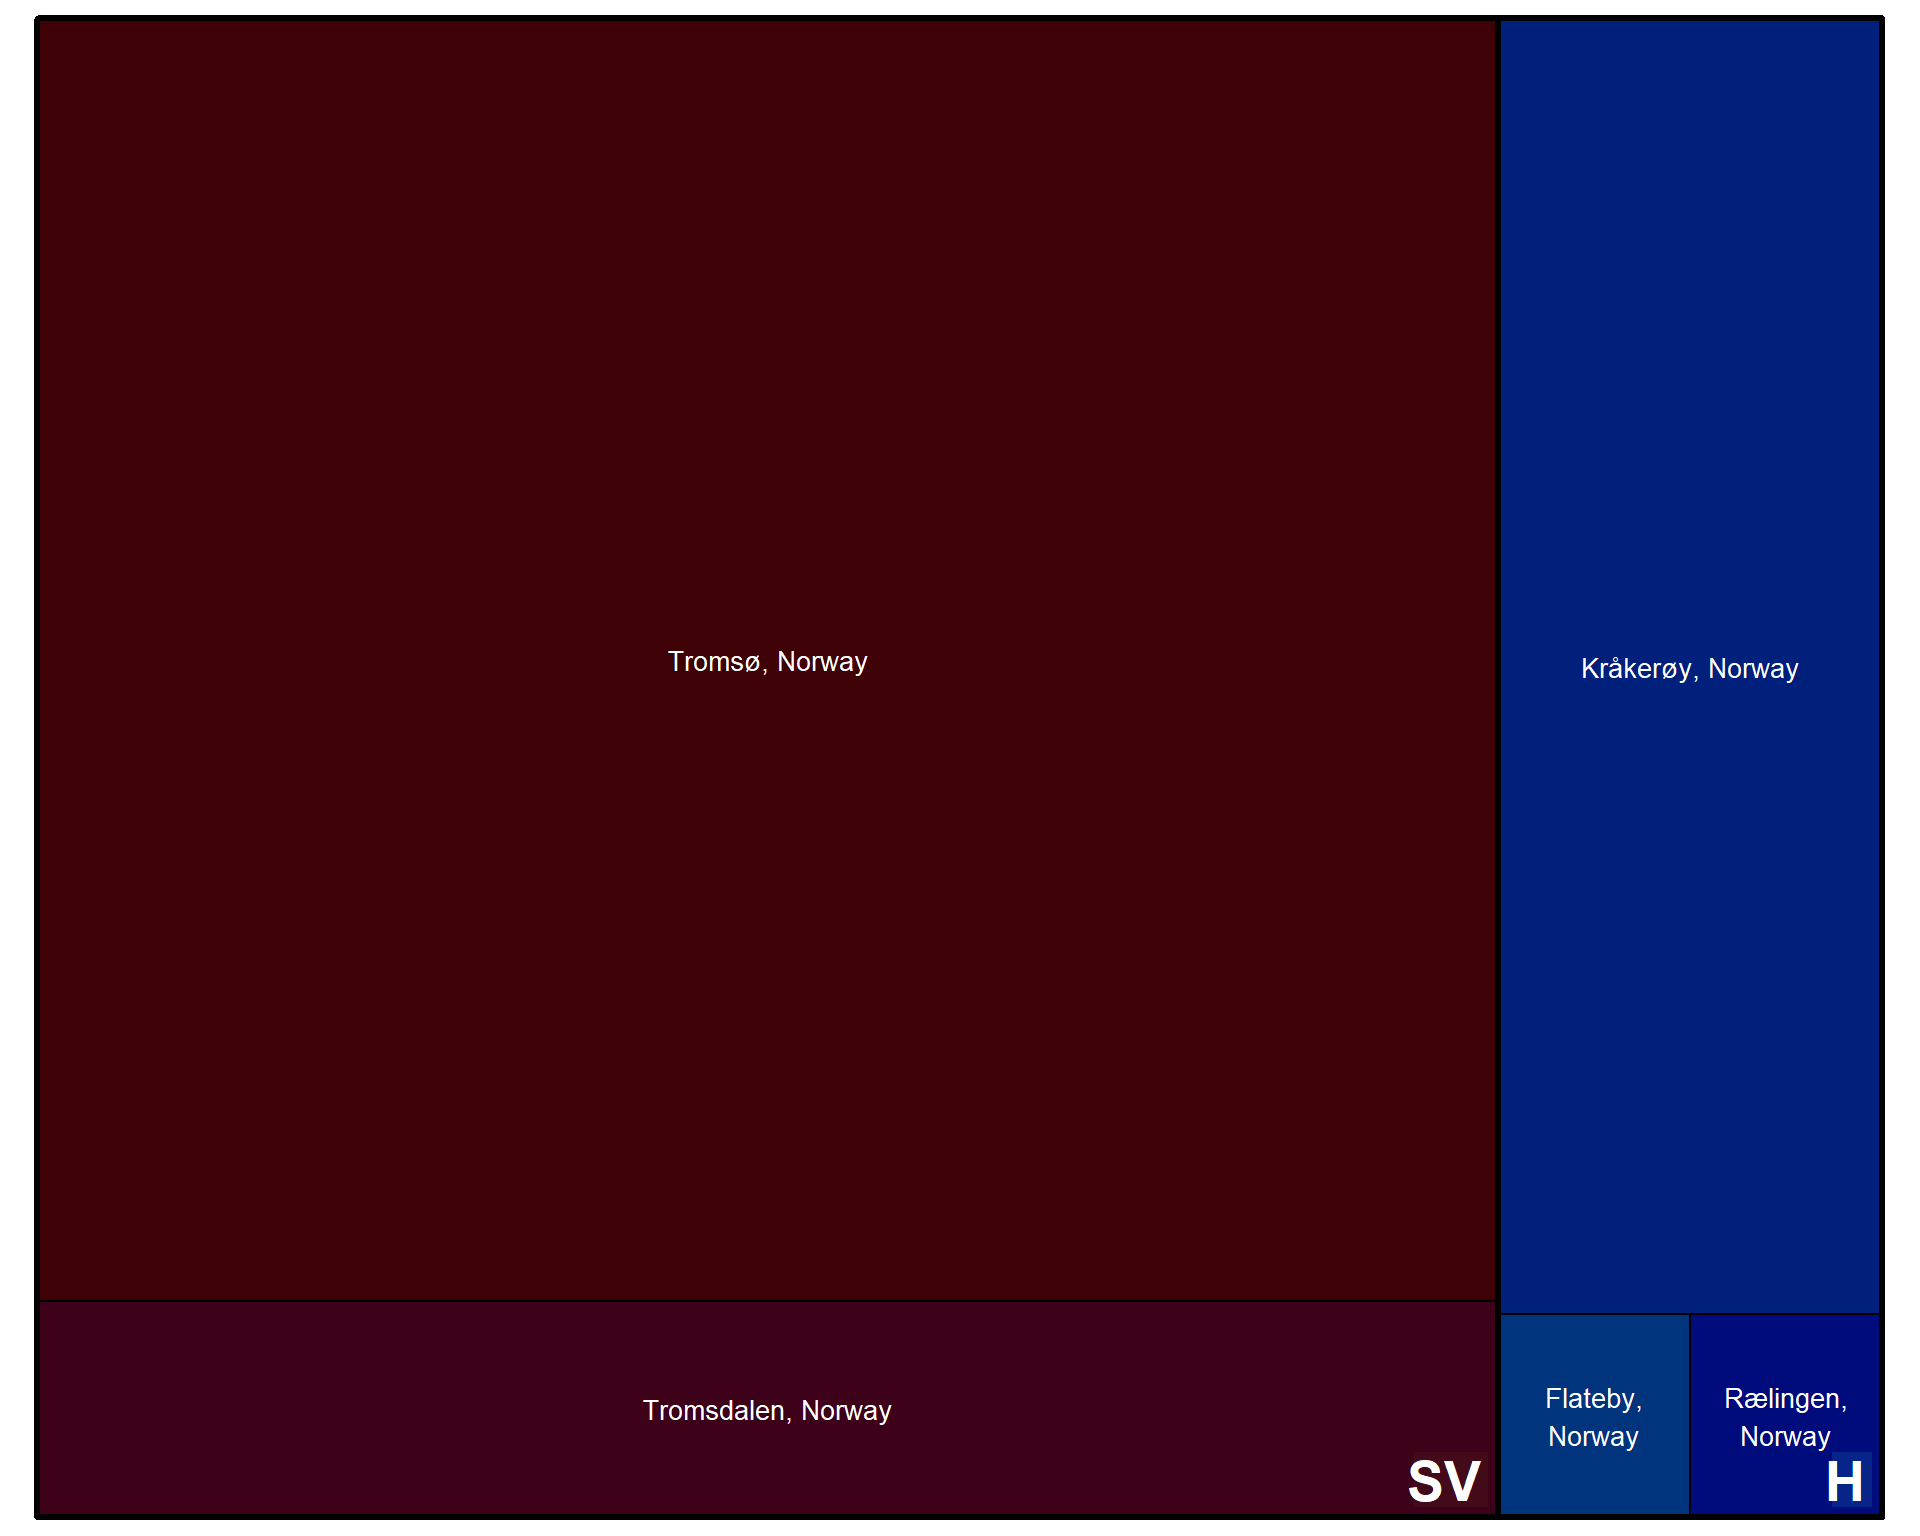 Tromsø, Norway
Kråkerøy, Norway
Tromsdalen, Norway
SV
Flateby,
Norway
Rælingen,
Norway
H